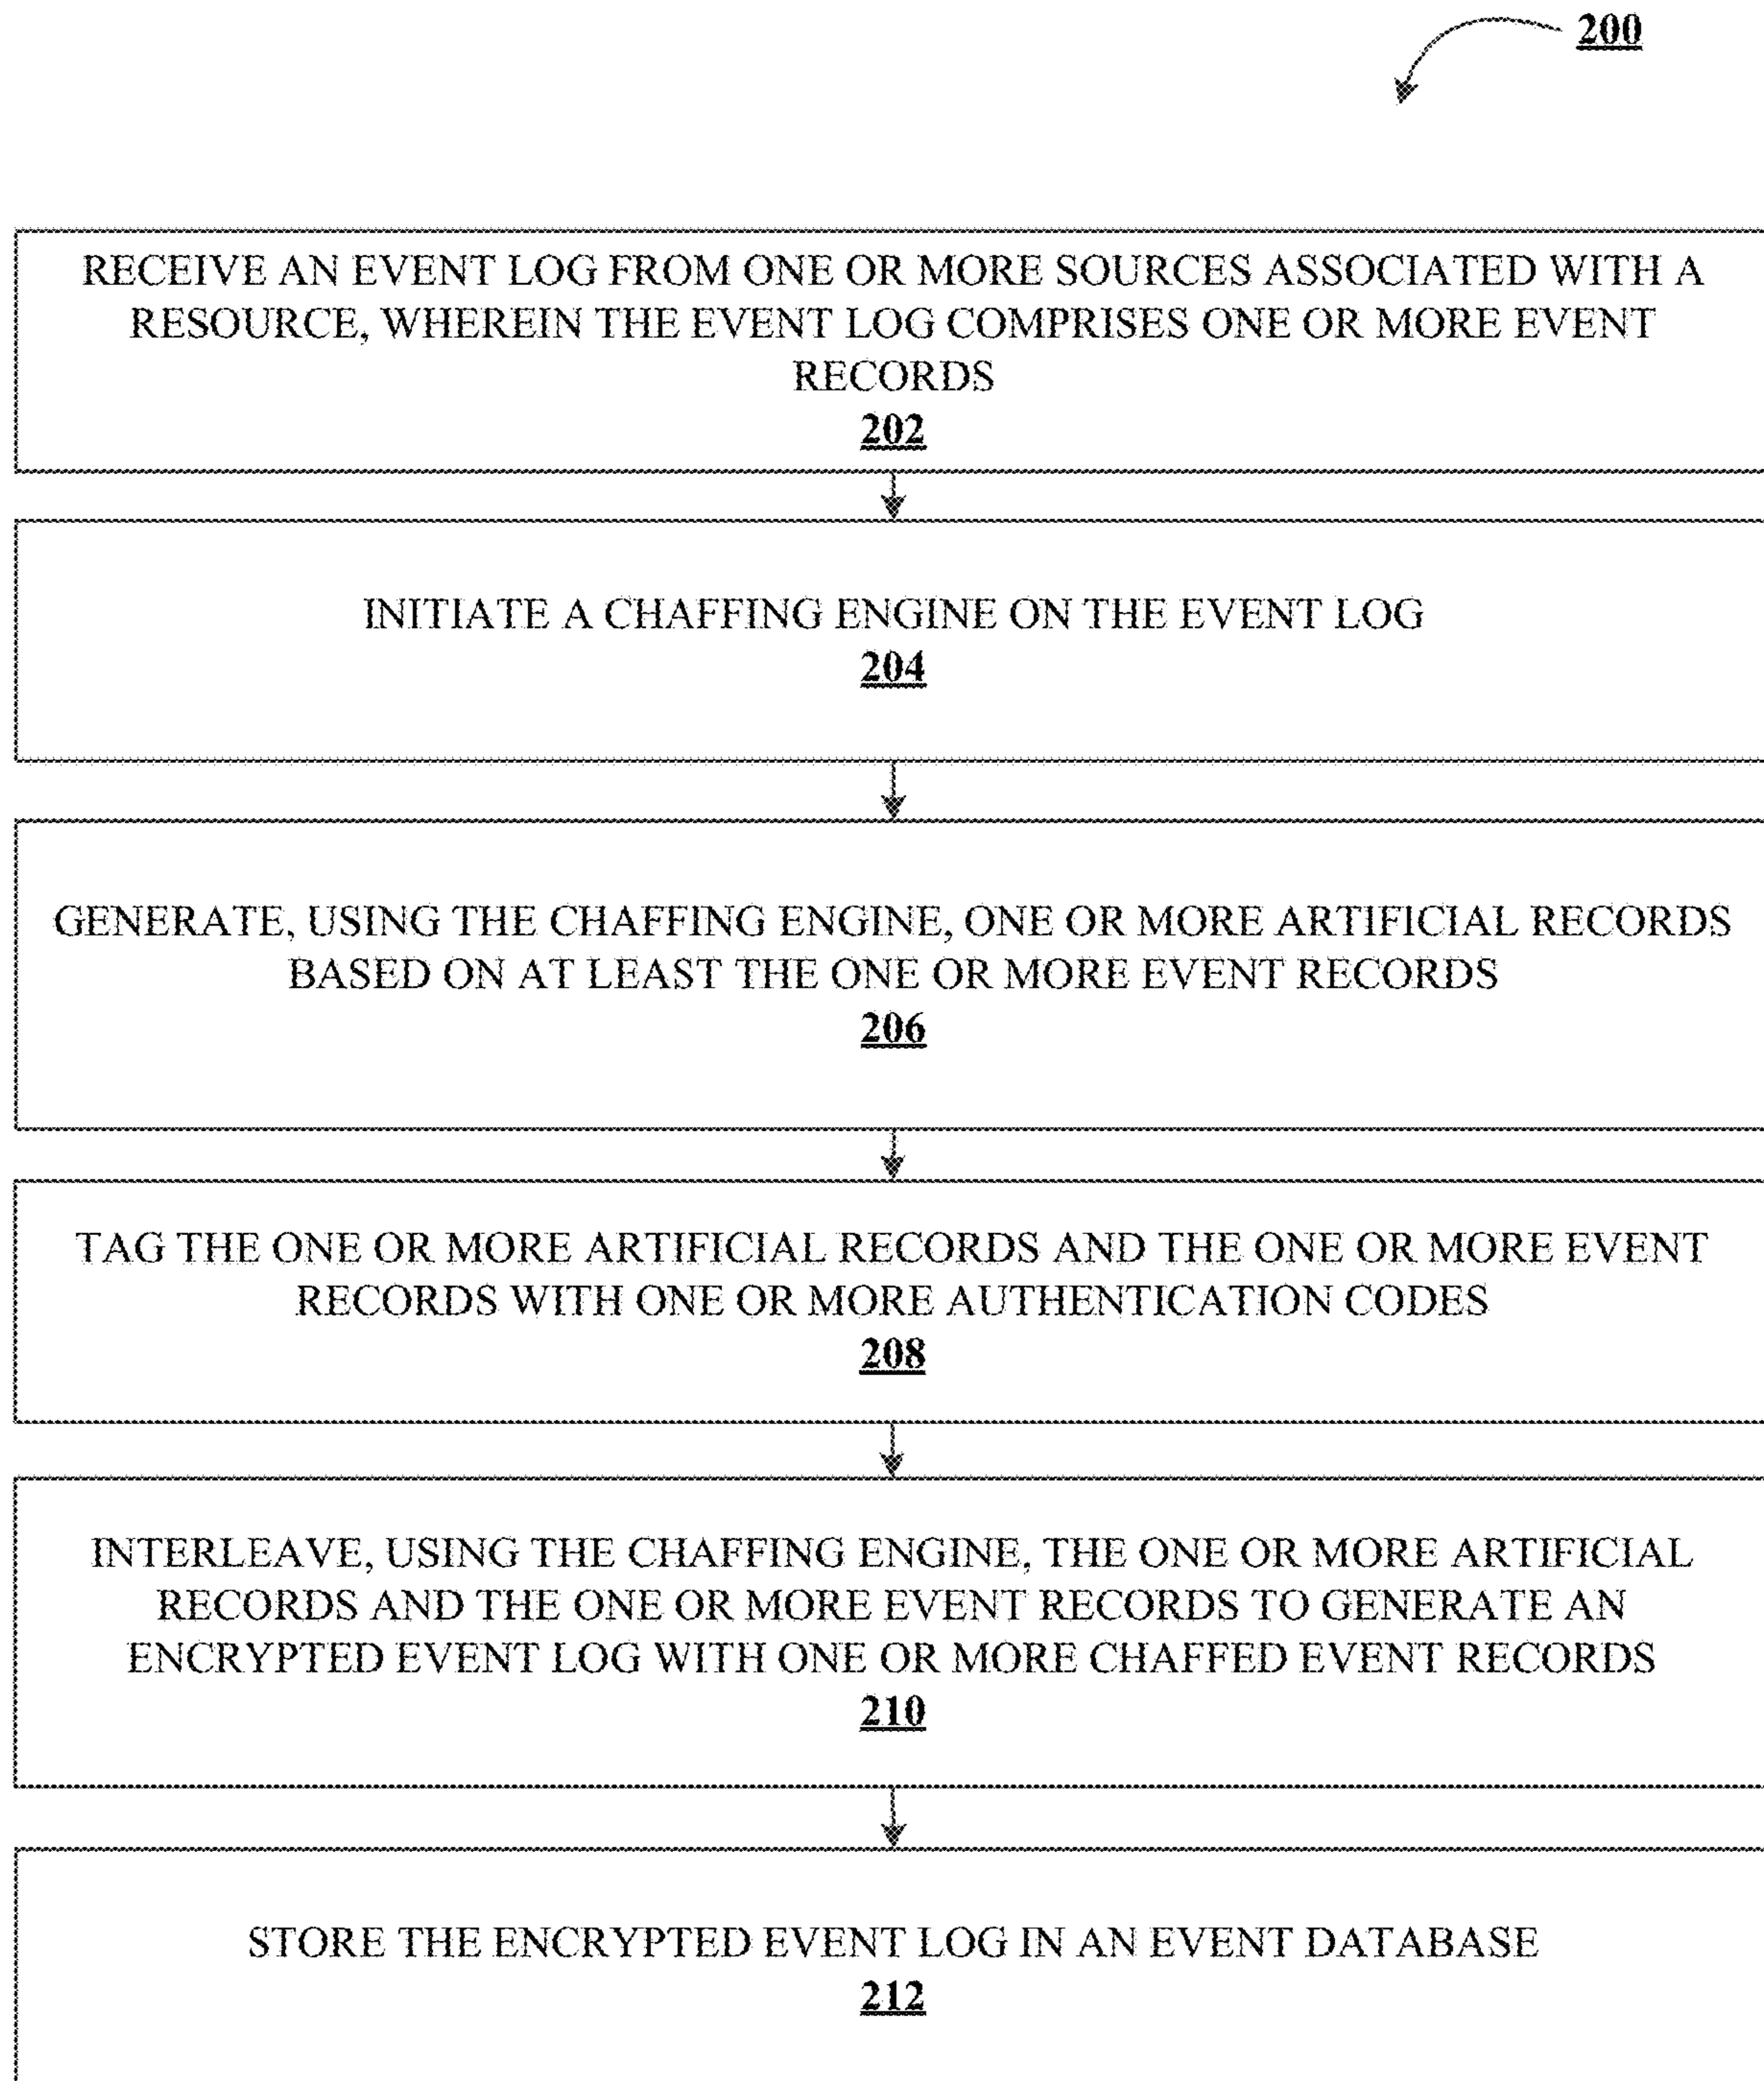 200
RECEIVE AN EVENT LOG FROM ONE OR MORE SOURCES ASSOCIATED WITH A
RESOURCE, WHEREIN THE EVENT LOG COMPRISES ONE OR MORE EVENT
RECORDS
202
INITIATE A CHAFFING ENGINE ON THE EVENT LOG
204
GENERATE, USING THE CHAFFING ENGINE, ONE OR MORE ARTIFICIAL RECORDS
BASED ON AT LEAST THE ONE OR MORE EVENT RECORDS
206
TAG THE ONE OR MORE ARTIFICIAL RECORDS AND THE ONE OR MORE EVENT
RECORDS WITH ONE OR MORE AUTHENTICATION CODES
208
INTERLEAVE, USING THE CHAFFING ENGINE, THE ONE OR MORE ARTIFICIAL
RECORDS AND THE ONE OR MORE EVENT RECORDS TO GENERATE AN
ENCRYPTED EVENT LOG WITH ONE OR MORE CHAFFED EVENT RECORDS
210
STORE THE ENCRYPTED EVENT LOG IN AN EVENT DATABASE
212